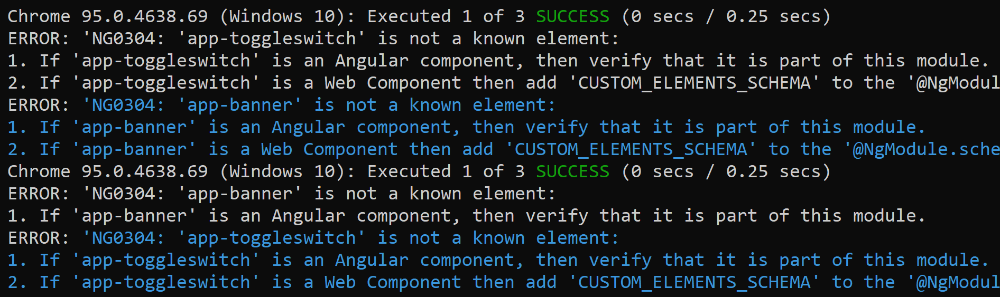 Chrome 95.0.4638.69 (Windows 10): Executed 1 of 3 SUCCESS (0 secs / 0.25 secs)
ERROR: 'NG0304: 'app-toggleswitch' is not a known element:
1. If 'app-toggleswitch' is an Angular component, then verify that it is part of this module.
2. If 'app-toggleswitch' is a Web Component then add 'CUSTOM_ELEMENTS_SCHEMA' to the '@NgModul
ERROR: 'NG0304: 'app-banner' is not a known element:
1. If 'app-banner' is an Angular component, then verify that it is part of this module.
2. If 'app-banner' is a Web Component then add 'CUSTOM_ELEMENTS_SCHEMA' to the '@NgModule.sche
Chrome 95.0.4638.69 (Windows 10): Executed 1 of 3 SUCCESS (0 secs / 0.25 secs)
ERROR: 'NG0304: 'app-banner' is not a known element:
1. If 'app-banner' is an Angular component, then verify that it is part of this module.
ERROR: 'NG0304: 'app-toggleswitch' is not a known element:
1. If 'app-toggleswitch' is an Angular component, then verify that it is part of this module.
2. If 'app-toggleswitch' is a Web Component then add 'CUSTOM_ELEMENTS_SCHEMA' to the '@NgModul